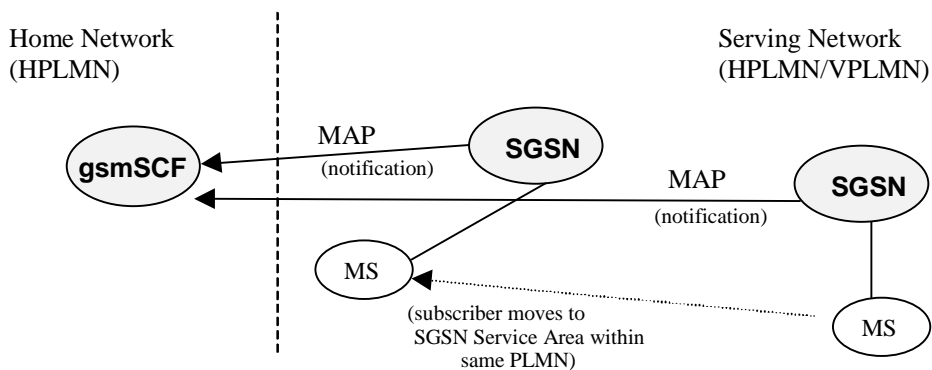 Home Network
(HPLMN)
Serving Network
(HPLMN/VPLMN)
gsmSCF
MAP
(notification)
SGSN
MAP
(notification)
SGSN
MS
(subscriber moves to
SGSN Service Area within
same PLMN)
MS